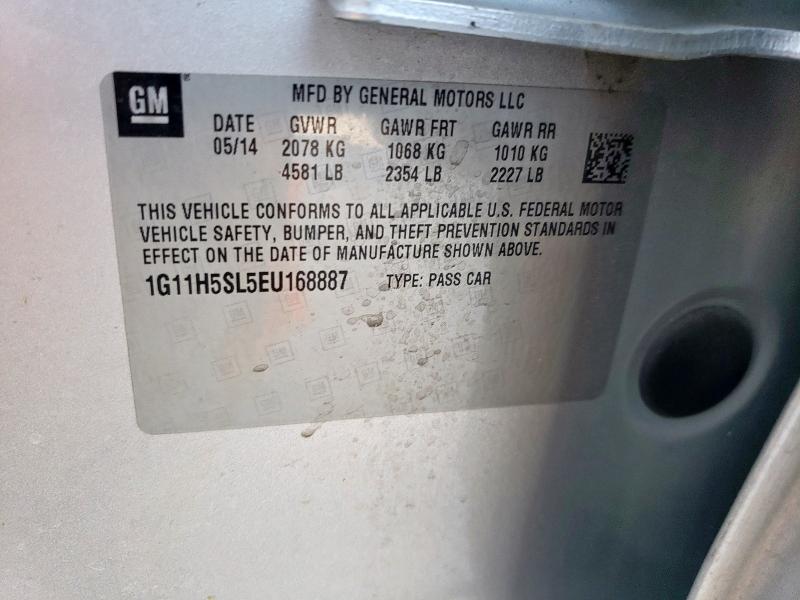 GM
MFD BY GENERAL MOTORS LLC
DATE GVWR GAWR FRT GAWR RR
05/14 2078 KG 1068 KG 1010 KG
4581 LB 2354 LB 2227 LB
THIS VEHICLE CONFORMS TO ALL APPLICABLE U.S. FEDERAL MOTOR
VEHICLE SAFETY, BUMPER, AND THEFT PREVENTION STANDARDS IN
EFFECT ON THE DATE OF MANUFACTURE SHOWN ABOVE.
1G11H5SL5EU168887 TYPE: PASS CAR